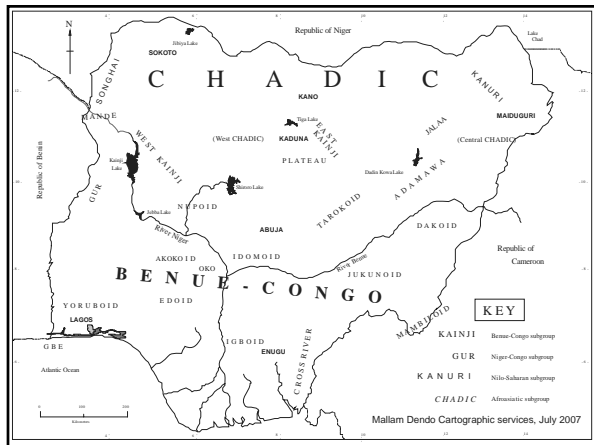 Republic of Niger
Lake
Chad
N
Jibiya Lake
SOKOTO
C H A D I C
SONGHAI
KANURI
KANO
MANDE
Tiga Lake
MAIDUGURI
WEST KAINJI
(West CHADIC)
KADUNA
EAST KAINJI
JALAA
(Central CHADIC)
PLATEAU
Kainji
Lake
Dadin Kowa Lake
Republic of Benin
GUR
Shiroro Lake
ADAMAWA
NUPOID
TAROKOID
Jebba Lake
River Niger
ABUJA
DAKOID
AKOKOID
OKO
IDOMOID
River Benue
JUKUNOID
Republic of
Cameroon
BENUE-CONGO
EDOID
YORUBOID
LAGOS
MAMBILOID
KEY
GBE
IGBOID
ENUGU
CROSS RIVER
KAINJI Benue-Congo subgroup
GUR Niger-Congo subgroup
KANURI Nilo-Saharan subgroup
CHADIC Afroasiatic subgroup
Atlantic Ocean
Kilometres
Mallam Dendo Cartographic services, July 2007